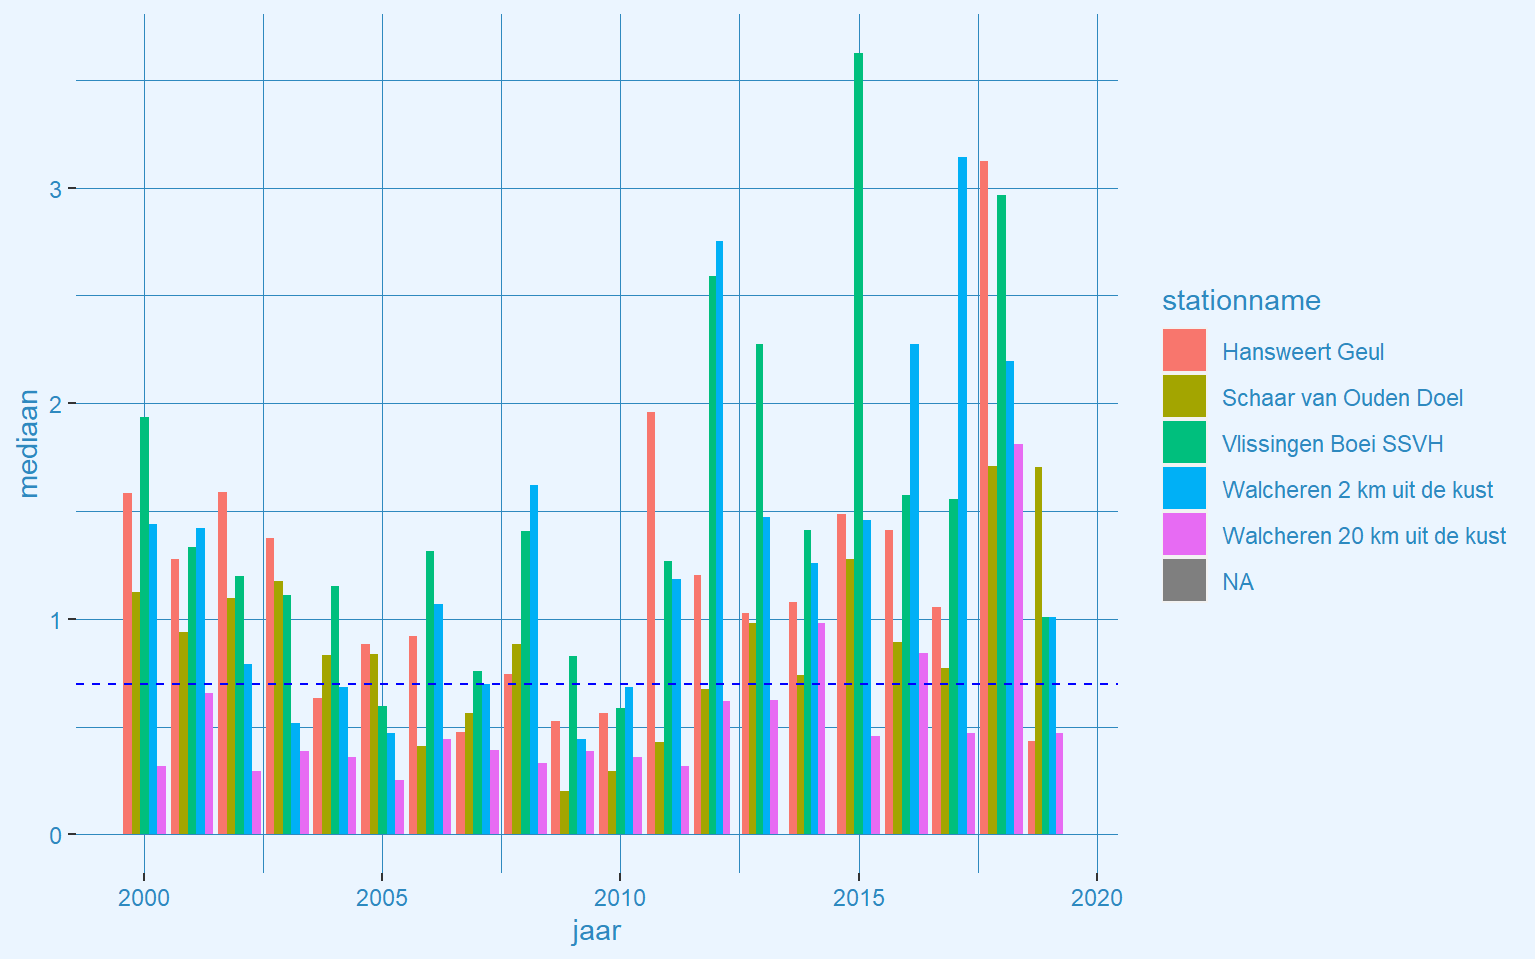 mediaan
3
2
1
0
2000 2005 2010 2015 2020
jaar
stationname
Hansweert Geul
Schaar van Ouden Doel
Vlissingen Boei SSVH
Walcheren 2 km uit de kust
Walcheren 20 km uit de kust
NA